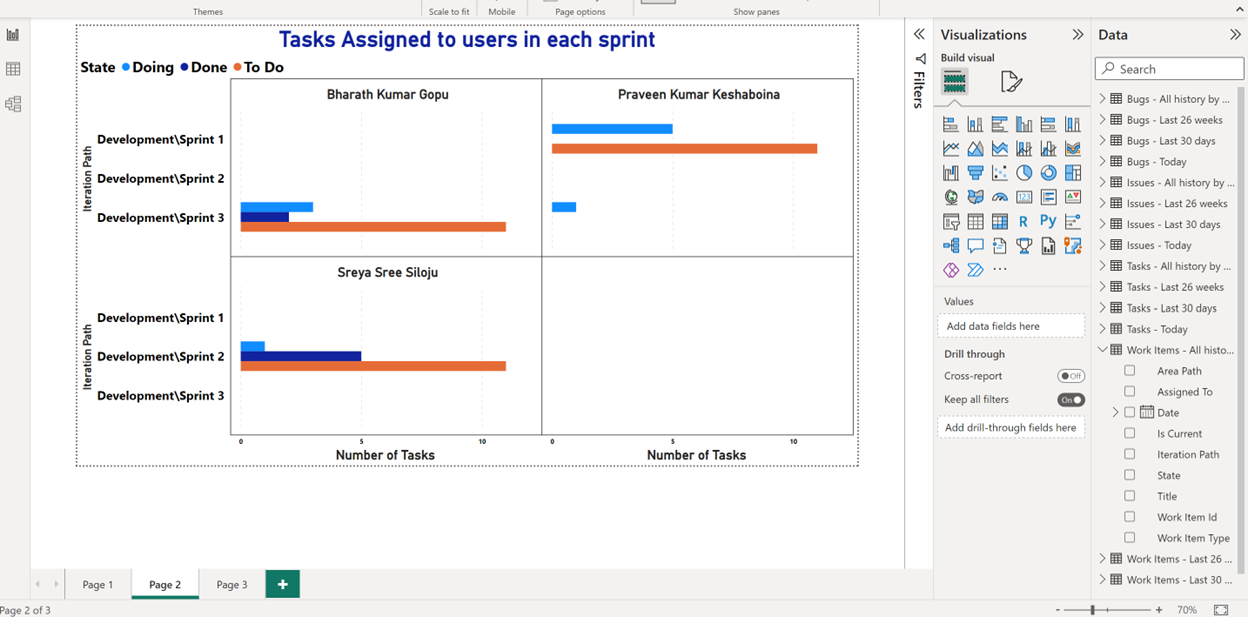 Themes
Scale to fit
Mobile
Page options
Show panes
Tasks Assigned to users in each sprint
State Doing Done To Do
Bharath Kumar Gopu
Praveen Kumar Keshaboina
Iteration Path
Development\Sprint 1
Development\Sprint 2
Development\Sprint 3
Sreya Sree Siloju
Iteration Path
Development\Sprint 1
Development\Sprint 2
Development\Sprint 3
0 5 10
0 5 10
Number of Tasks
Number of Tasks
Filters
Visualizations
Build visual
123
R
Py
Values
Add data fields here
Drill through
Cross-report
Off
Keep all filters
On
Add drill-through fields here
Data
Search
Bugs - All history by ...
Bugs - Last 26 weeks
Bugs - Last 30 days
Bugs - Today
Issues - All history by ...
Issues - Last 26 weeks
Issues - Last 30 days
Issues - Today
Tasks - All history by ...
Tasks - Last 26 weeks
Tasks - Last 30 days
Tasks - Today
Work Items - All histo...
Area Path
Assigned To
Date
Is Current
Iteration Path
State
Title
Work Item Id
Work Item Type
Work Items - Last 26 ...
Work Items - Last 30 ...
Page 1
Page 2
Page 3
+
Page 2 of 3
- + 70%